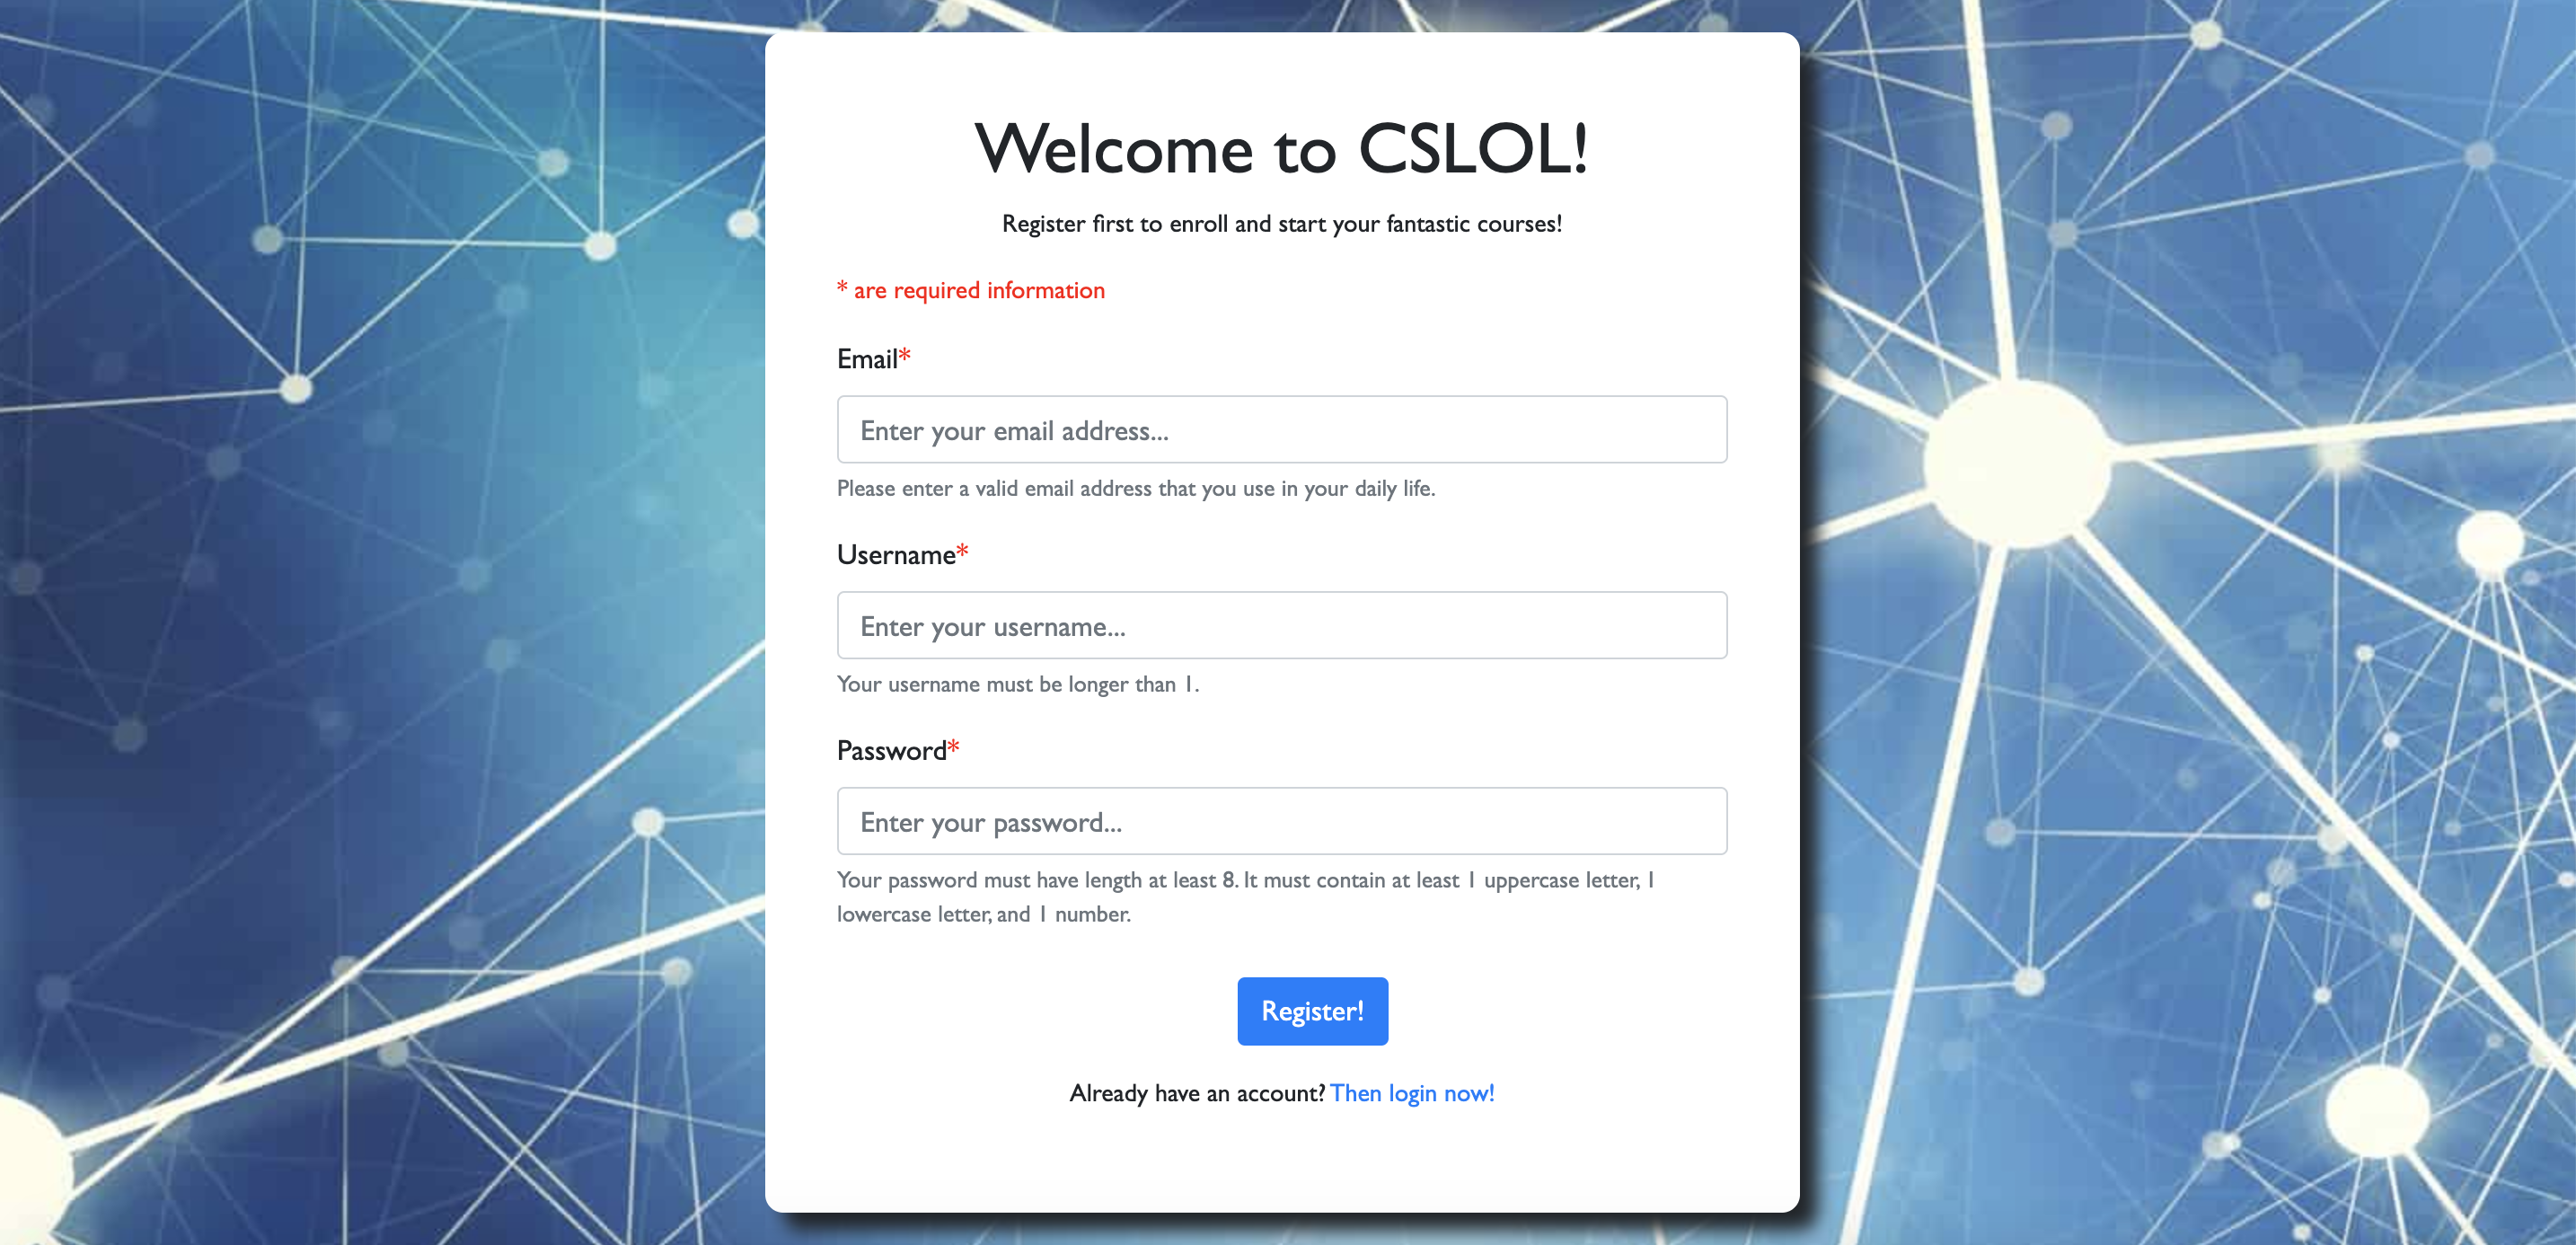 Welcome to CSLOL!
Register first to enroll and start your fantastic courses!
* are required information
Email*
Enter your email address...
Please enter a valid email address that you use in your daily life.
Username*
Enter your username...
Your username must be longer than 1.
Password*
Enter your password...
Your password must have length at least 8. It must contain at least 1 uppercase letter, 1
lowercase letter, and 1 number.
Register!
Already have an account? Then login now!